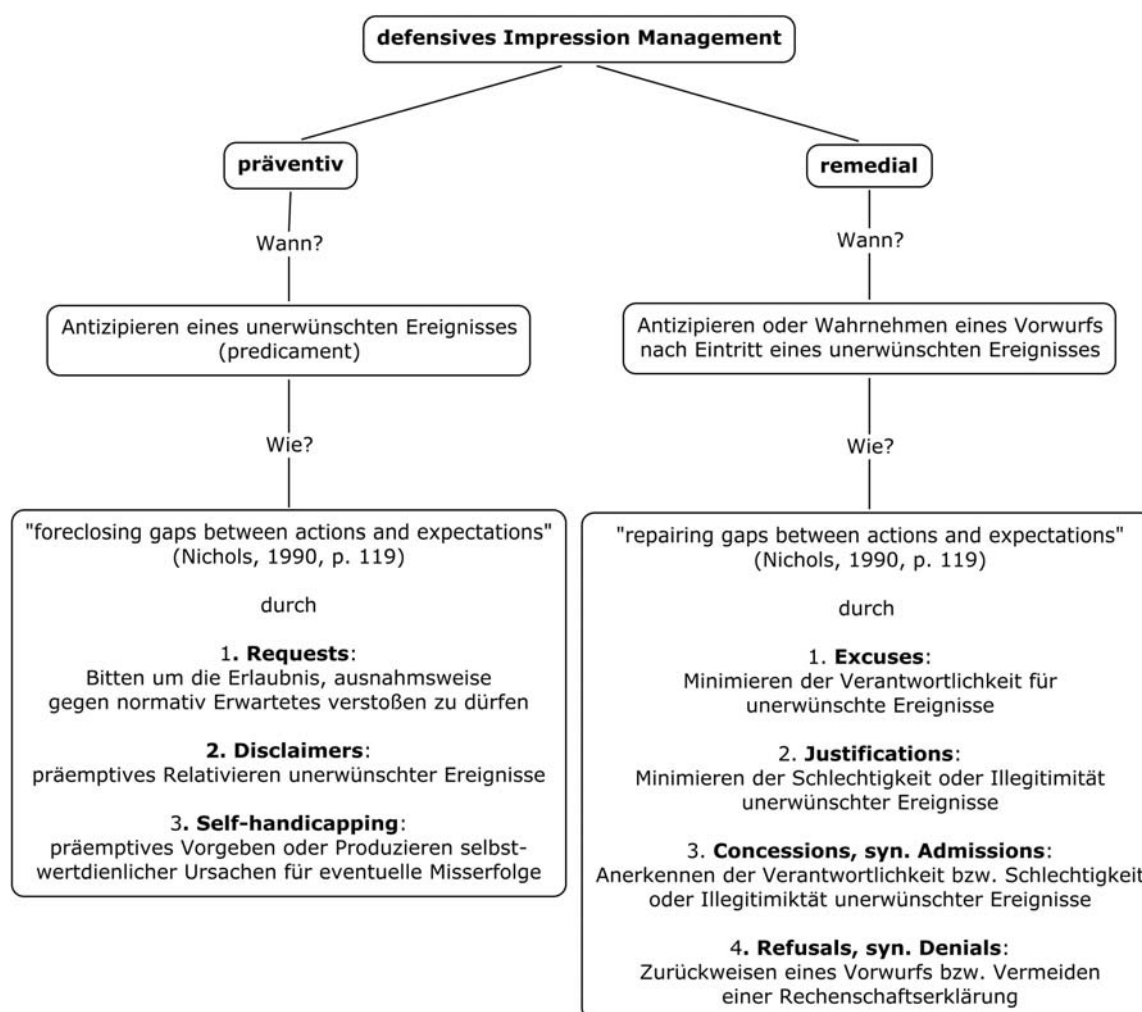 defensives Impression Management
präventiv
Wann?
Antizipieren eines unerwünschten Ereignisses
(predicament)
Wie?
"foreclosing gaps between actions and expectations"
(Nichols, 1990, p. 119)
durch
1. Requests:
Bitten um die Erlaubnis, ausnahmsweise
gegen normativ Erwartetes verstoßen zu dürfen
2. Disclaimers:
präemptives Relativieren unerwünschter Ereignisse
3. Self-handicapping:
präemptives Vorgeben oder Produzieren selbst-
wertdienlicher Ursachen für eventuelle Misserfolge
remedial
Wann?
Antizipieren oder Wahrnehmen eines Vorwurfs
nach Eintritt eines unerwünschten Ereignisses
Wie?
"repairing gaps between actions and expectations"
(Nichols, 1990, p. 119)
durch
1. Excuses:
Minimieren der Verantwortlichkeit für
unerwünschte Ereignisse
2. Justifications:
Minimieren der Schlechtigkeit oder Illegitimität
unerwünschter Ereignisse
3. Concessions, syn. Admissions:
Anerkennen der Verantwortlichkeit bzw. Schlechtigkeit
oder Illegitimiktät unerwünschter Ereignisse
4. Refusals, syn. Denials:
Zurückweisen eines Vorwurfs bzw. Vermeiden
einer Rechenschaftserklärung